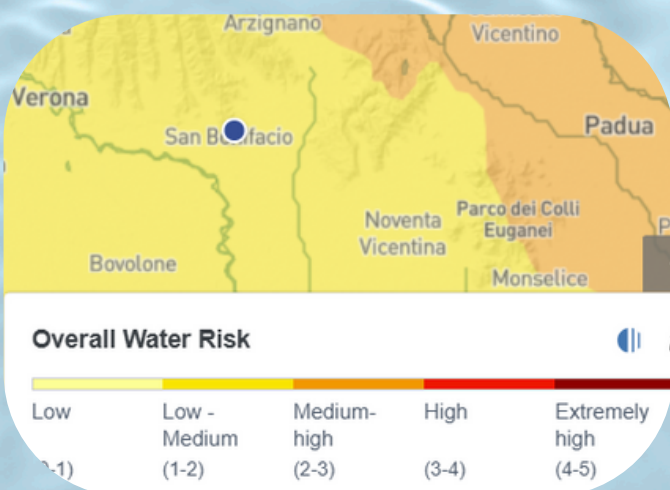 Arzignano
Vicentino
Verona
Padua
San Bonifacio
Noventa
Vicentina
Parco dei Colli
Euganei
Bovolone
Monselice
Overall Water Risk
Low
Low -
Medium
Medium-
high
High
Extremely
high
-1)
(1-2)
(2-3)
(3-4)
(4-5)